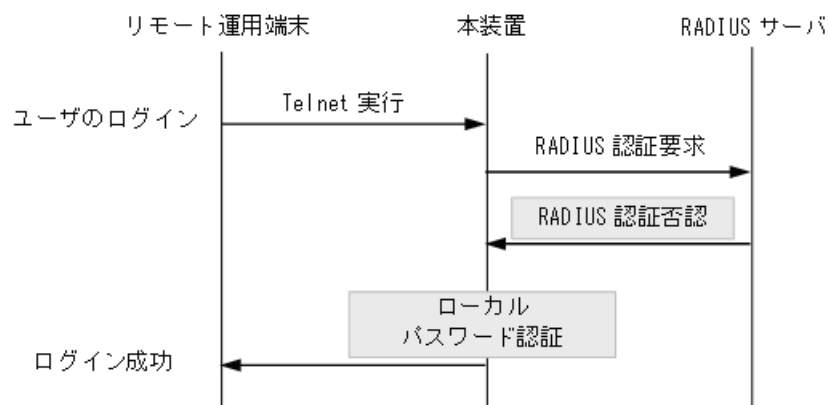 リモート運用端末
本装置
RADIUS サーバ
Telnet 実行
ユーザのログイン
RADIUS 認証要求
RADIUS 認証否認
ローカル
パスワード認証
ログイン成功